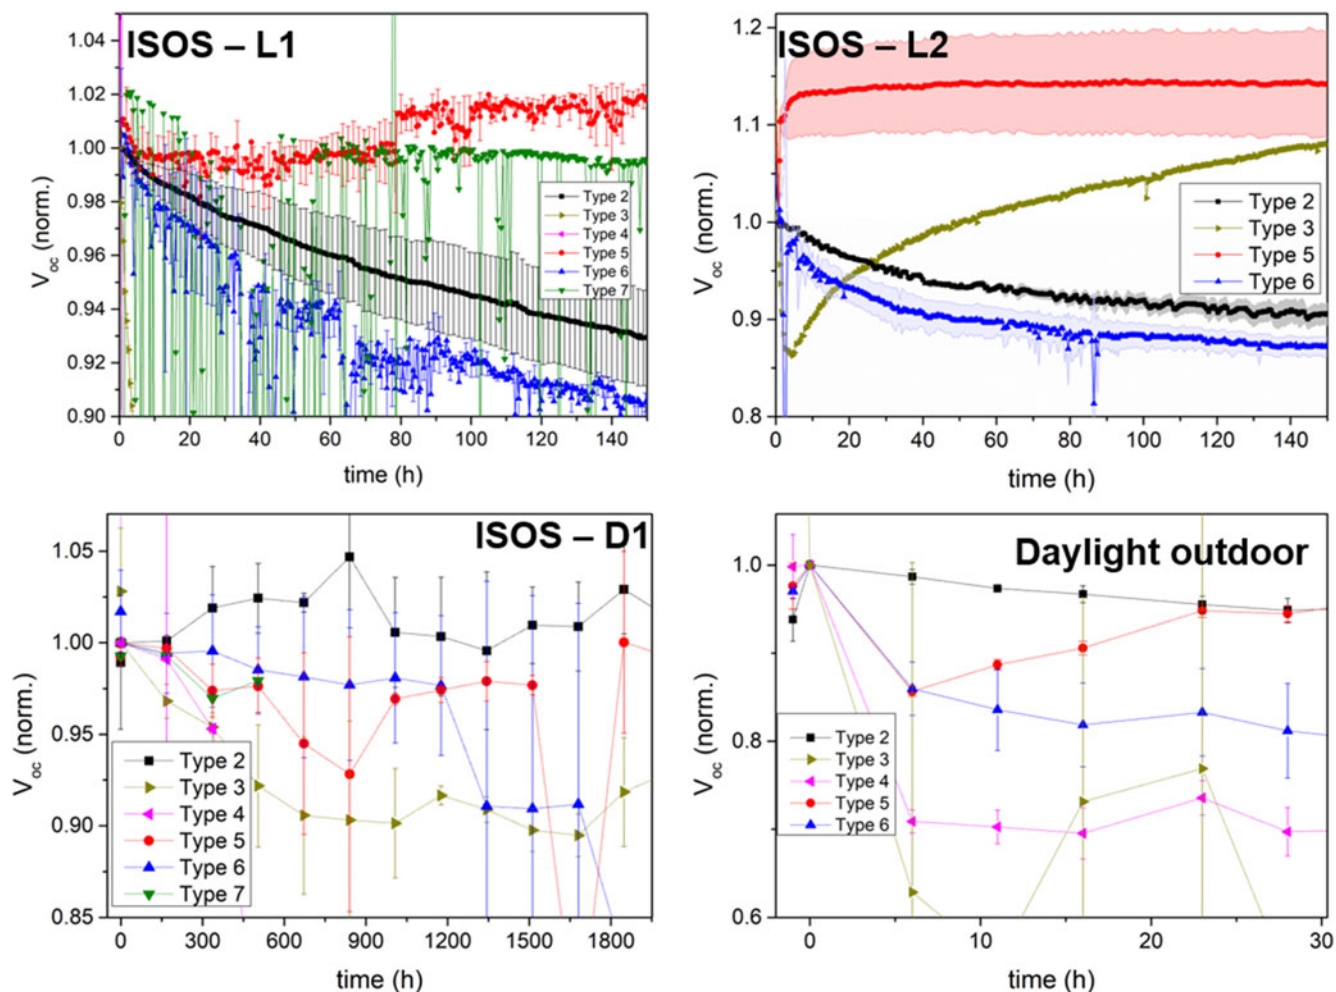 ISOS – L1
V_oc (norm.)
1.04
1.02
1.00
0.98
0.96
0.94
0.92
0.90
0 20 40 60 80 100 120 140
time (h)
Type 2
Type 3
Type 4
Type 5
Type 6
Type 7
ISOS – L2
V_oc (norm.)
1.2
1.1
1.0
0.9
0.8
0 20 40 60 80 100 120 140
time (h)
Type 2
Type 3
Type 5
Type 6
ISOS – D1
V_oc (norm.)
1.05
1.00
0.95
0.90
0.85
0 300 600 900 1200 1500 1800
time (h)
Type 2
Type 3
Type 4
Type 5
Type 6
Type 7
Daylight outdoor
V_oc (norm.)
1.0
0.8
0.6
0 10 20 30
time (h)
Type 2
Type 3
Type 4
Type 5
Type 6